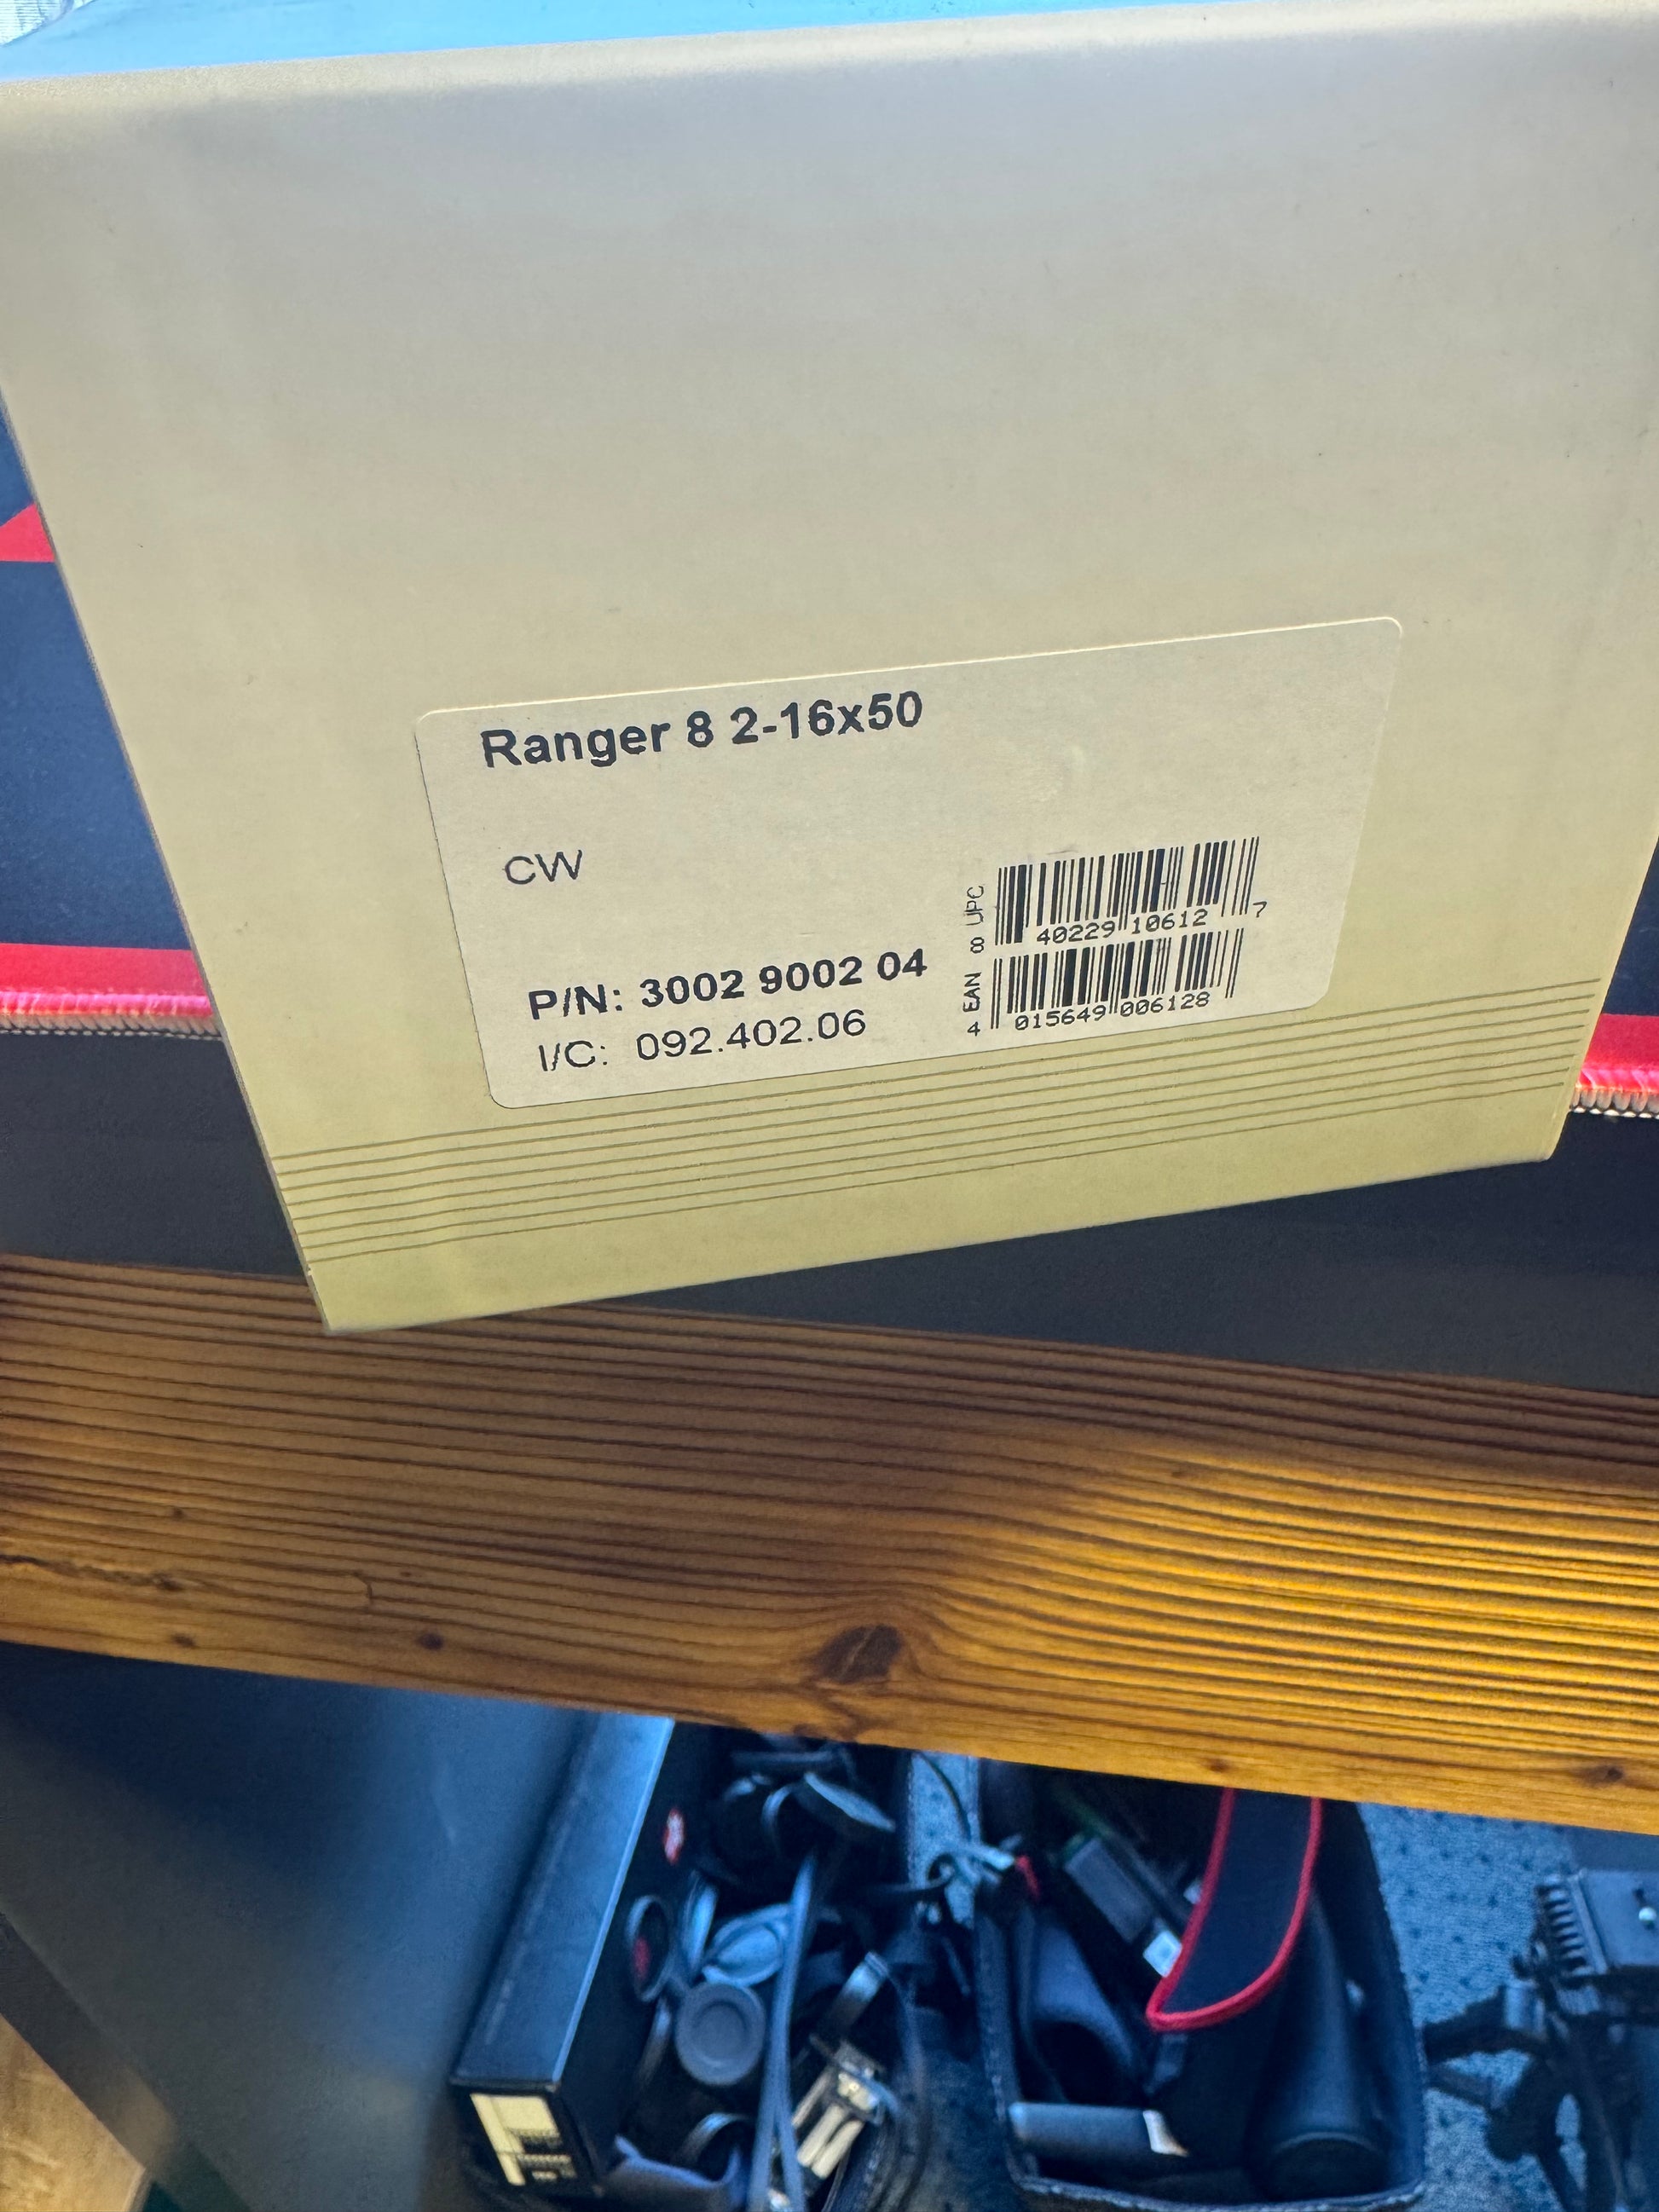 Ranger 8 2-16x50
CW
P/N: 3002 9002 04
I/C: 092.402.06
UPC
8 40229 10612 7
EAN
4 015649 006128